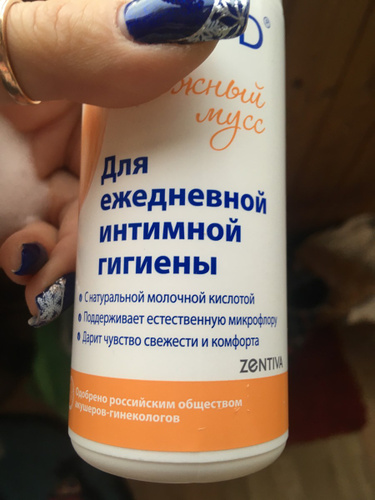 D®
мусс
Для
ежедневной
интимной
гигиены
• С натуральной молочной кислотой
• Поддерживает естественную микрофлору
• Дарит чувство свежести и комфорта
ZENTIVA
Одобрено российским обществом
акушеров-гинекологов